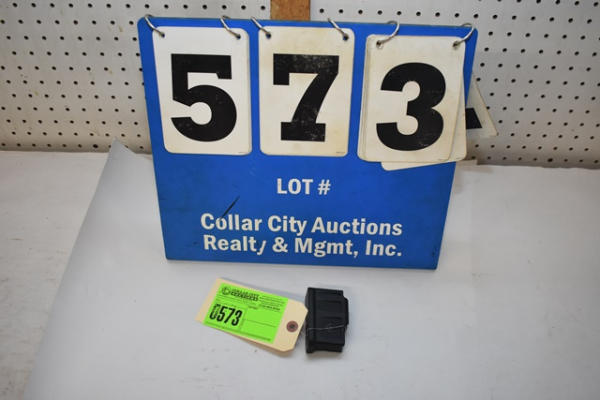 573
LOT #
Collar City Auctions
Realty & Mgmt, Inc.
0573